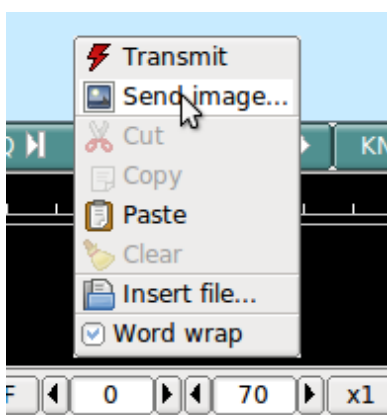 Transmit
Send image...
Cut
Q KN
Copy
Paste
Clear
Insert file...
Word wrap
F 0 70 x1